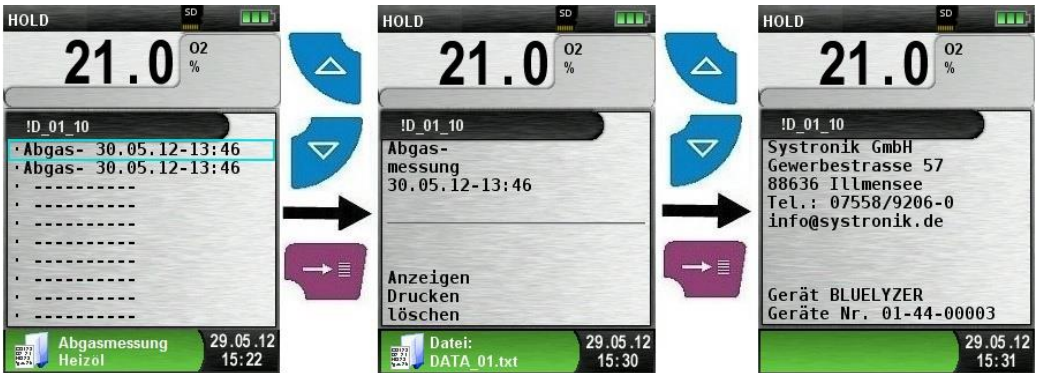 HOLD
SD
21.0
O2
%
!D_01_10
·Abgas- 30.05.12-13:46
·Abgas- 30.05.12-13:46
· -----------
· -----------
· -----------
· -----------
· -----------
· -----------
· -----------
· -----------
Abgasmessung
Heizöl
29.05.12
15:22
HOLD
SD
21.0
O2
%
!D_01_10
Abgas-
messung
30.05.12-13:46
Anzeigen
Drucken
löschen
Datei:
DATA_01.txt
29.05.12
15:30
HOLD
SD
21.0
O2
%
!D_01_10
Systronik GmbH
Gewerbestrasse 57
88636 Illmensee
Tel.: 07558/9206-0
info@systronik.de
Gerät BLUELYZER
Geräte Nr. 01-44-00003
29.05.12
15:31